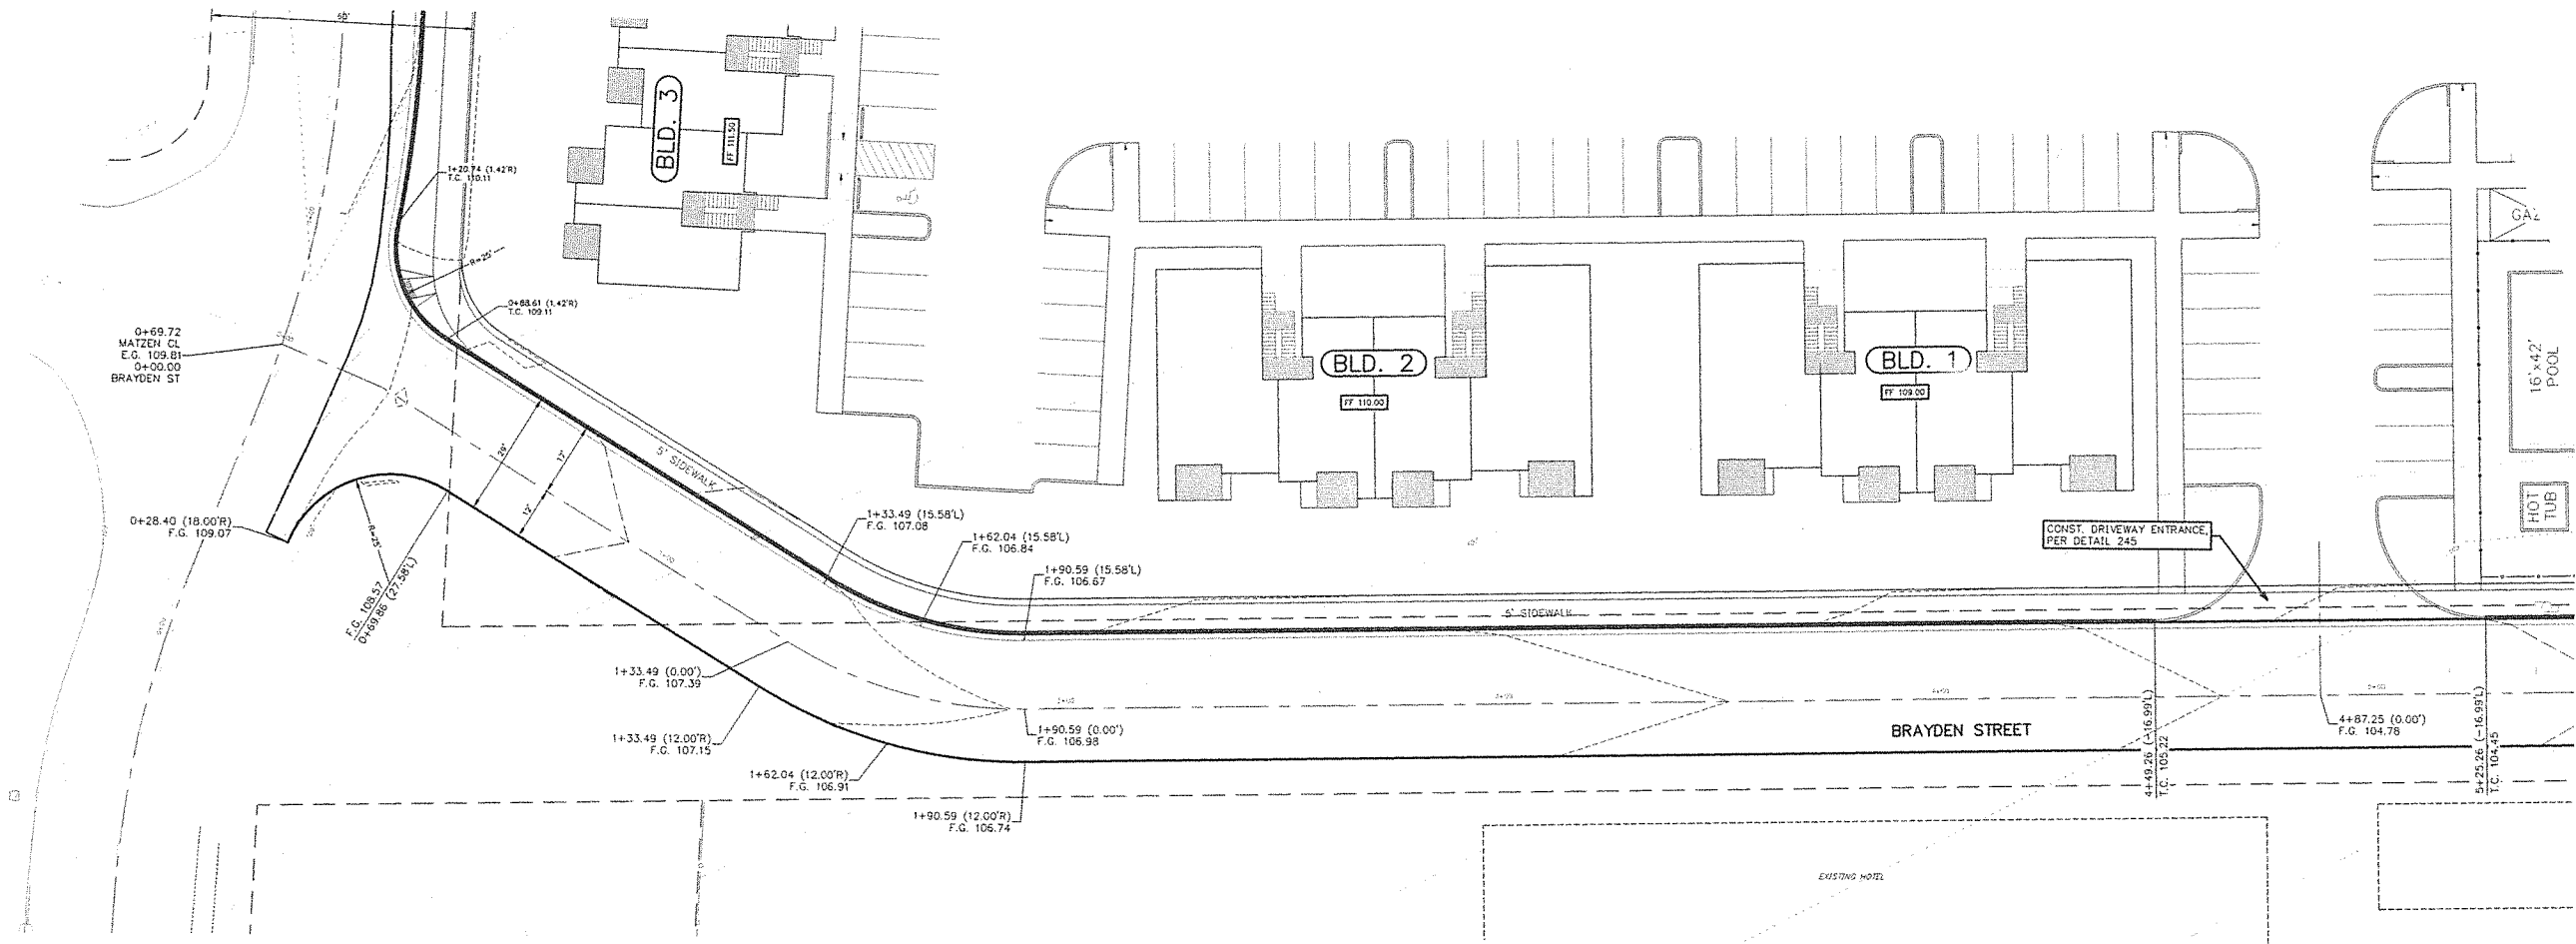 60'
BLD. 3
FF 111.50
1+20.74 (1.42'R)
T.C. 110.11
R=25'
0+88.61 (1.42'R)
T.C. 109.11
0+69.72
MATZEN CL
E.G. 109.81
0+00.00
BRAYDEN ST
0+28.40 (18.00'R)
F.G. 109.07
R=25'
F.G. 108.57
0+69.86 (27.58'L)
12'
12'
5' SIDEWALK
1+33.49 (15.58'L)
F.G. 107.08
1+62.04 (15.58'L)
F.G. 106.84
1+90.59 (15.58'L)
F.G. 106.67
1+33.49 (0.00')
F.G. 107.39
1+33.49 (12.00'R)
F.G. 107.15
1+62.04 (12.00'R)
F.G. 106.91
1+90.59 (0.00')
F.G. 106.98
1+90.59 (12.00'R)
F.G. 106.74
BLD. 2
FF 110.00
BLD. 1
FF 109.00
GAZ
16'x42'
POOL
HOT
TUB
CONST. DRIVEWAY ENTRANCE,
PER DETAIL 245
5' SIDEWALK
BRAYDEN STREET
4+49.26 (-16.99'L)
T.C. 105.22
4+87.25 (0.00')
F.G. 104.78
5+25.26 (-16.99'L)
T.C. 104.45
EXISTING HOTEL